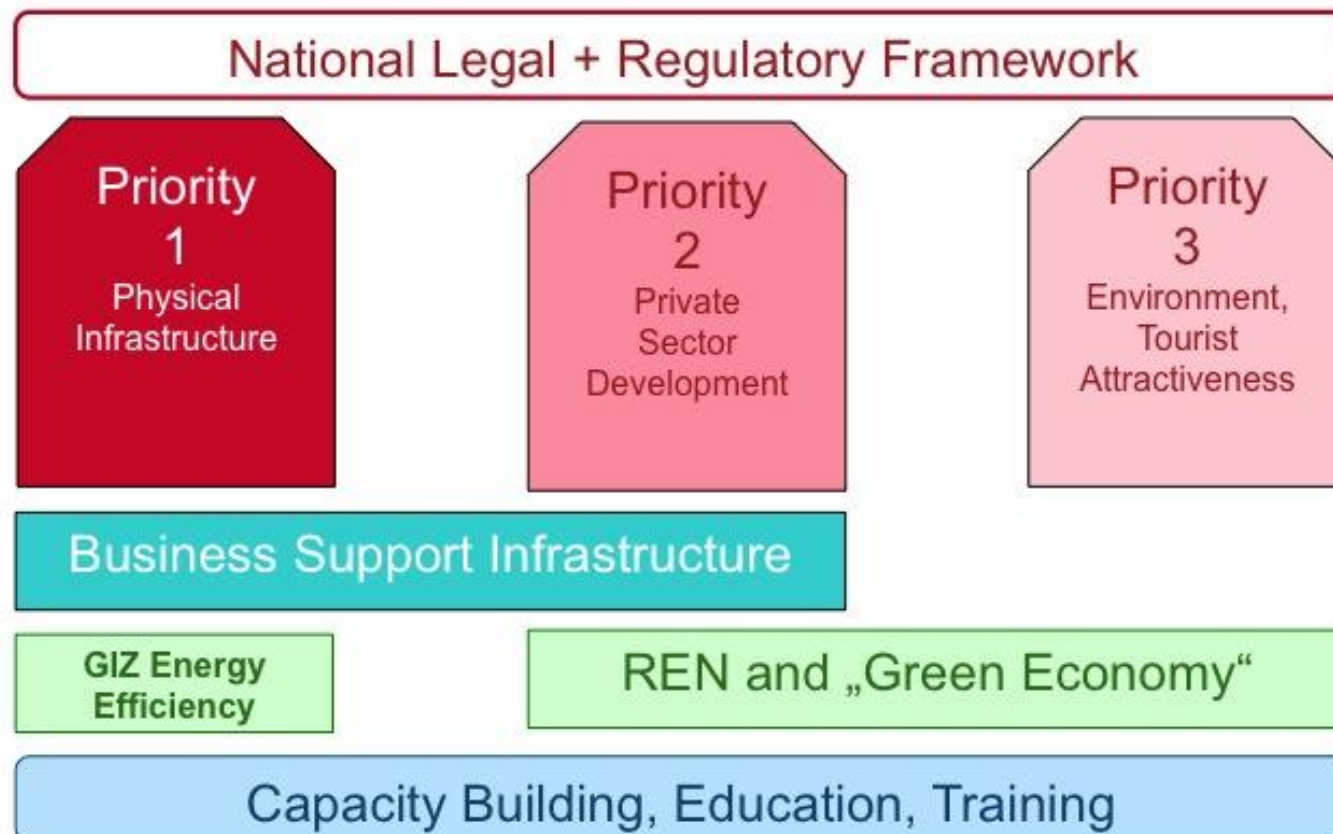 National Legal + Regulatory Framework
Priority
1
Physical
Infrastructure
Priority
2
Private
Sector
Development
Priority
3
Environment,
Tourist
Attractiveness
Business Support Infrastructure
GIZ Energy
Efficiency
REN and „Green Economy“
Capacity Building, Education, Training